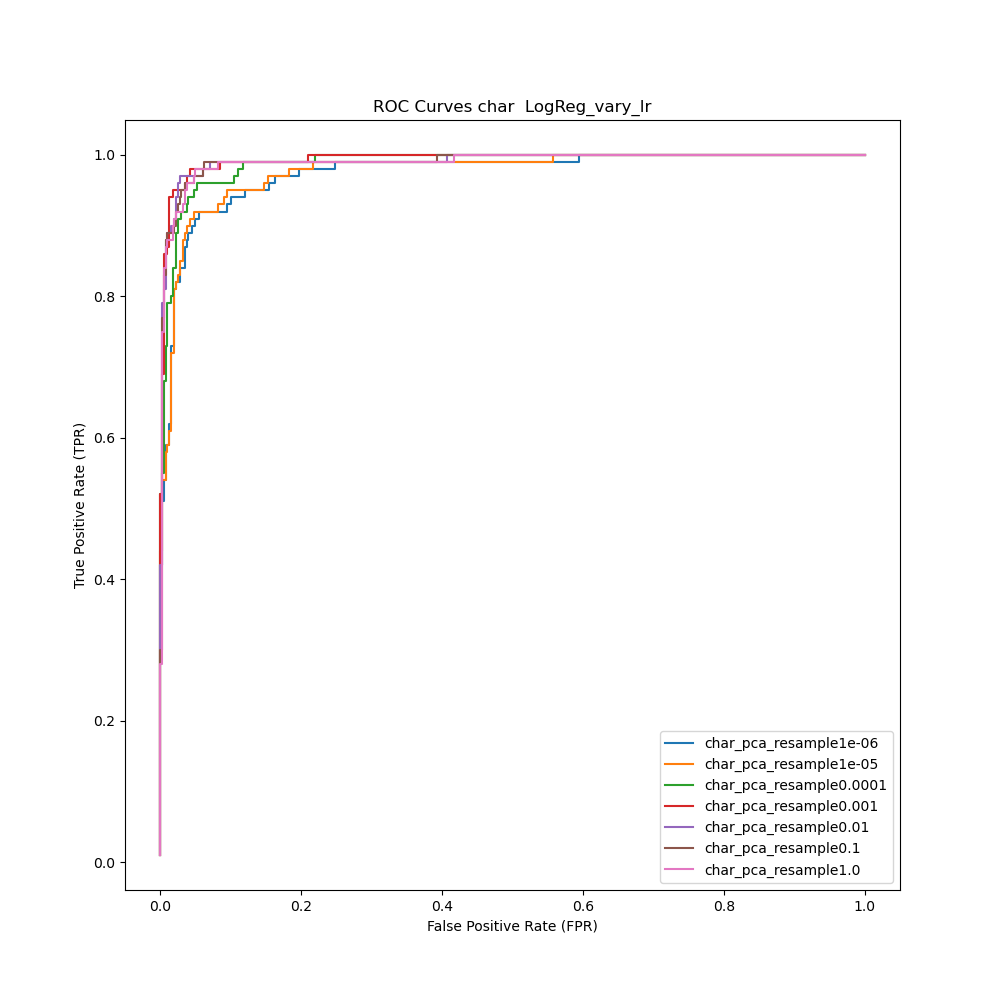 ROC Curves char  LogReg_vary_lr
True Positive Rate (TPR)
1.0
0.8
0.6
0.4
0.2
0.0
char_pca_resample1e-06
char_pca_resample1e-05
char_pca_resample0.0001
char_pca_resample0.001
char_pca_resample0.01
char_pca_resample0.1
char_pca_resample1.0
0.0 0.2 0.4 0.6 0.8 1.0
False Positive Rate (FPR)